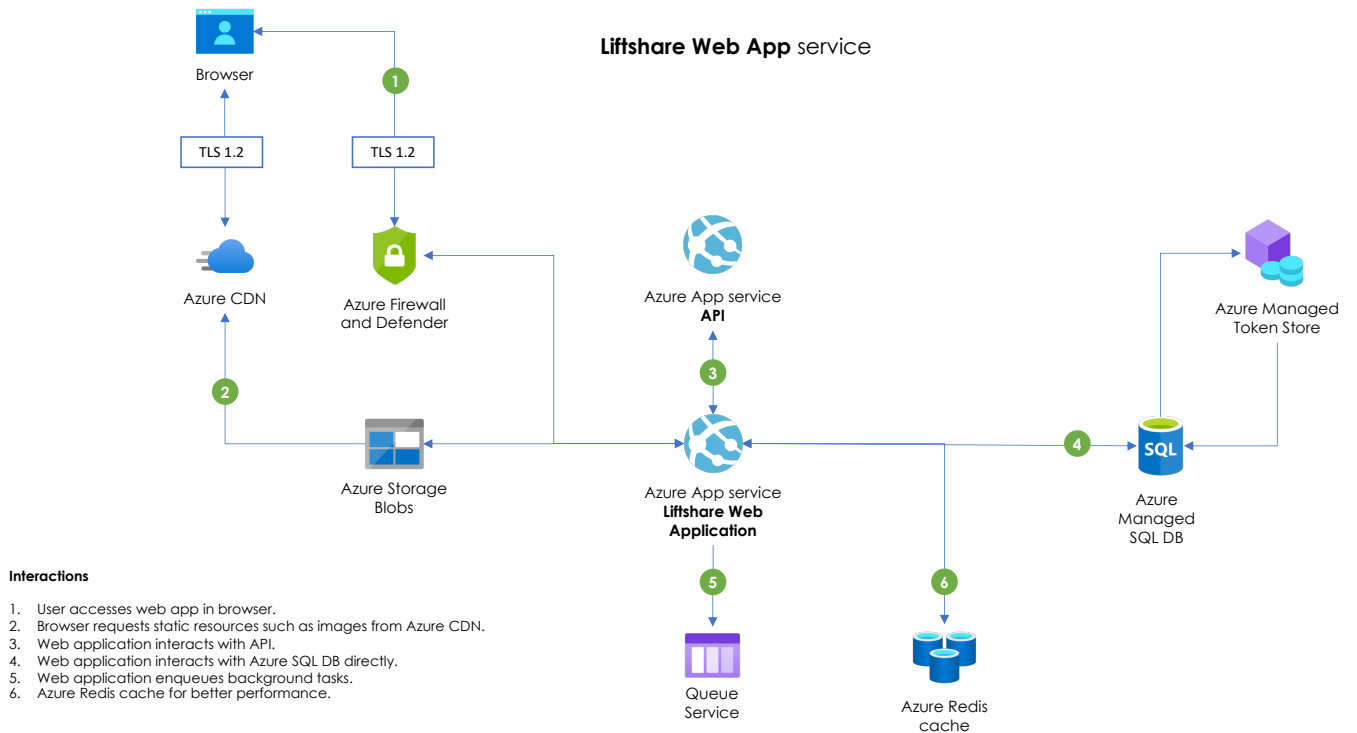 Liftshare Web App service
Browser
1
TLS 1.2
TLS 1.2
Azure CDN
Azure Firewall
and Defender
Azure App service
API
Azure Managed
Token Store
2
3
4
SQL
Azure Storage
Blobs
Azure App service
Liftshare Web
Application
Azure
Managed
SQL DB
5
6
Queue
Service
Azure Redis
cache
Interactions
1. User accesses web app in browser.
2. Browser requests static resources such as images from Azure CDN.
3. Web application interacts with API.
4. Web application interacts with Azure SQL DB directly.
5. Web application enqueues background tasks.
6. Azure Redis cache for better performance.